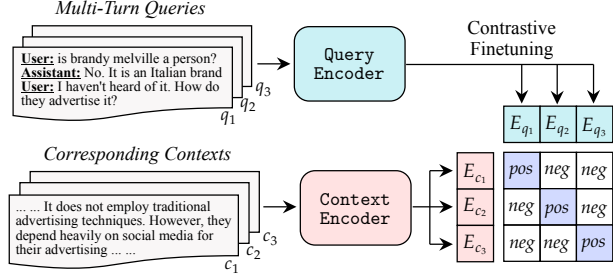 Multi-Turn Queries
User: is brandy melville a person?
Assistant: No. It is an Italian brand
User: I haven't heard of it. How do
they advertise it?
q1
q2
q3
Query
Encoder
Contrastive
Finetuning
Eq1 Eq2 Eq3
Corresponding Contexts
... ... It does not employ traditional
advertising techniques. However, they
depend heavily on social media for
their advertising ... ...
c1
c2
c3
Context
Encoder
Ec1 pos neg neg
Ec2 neg pos neg
Ec3 neg neg pos